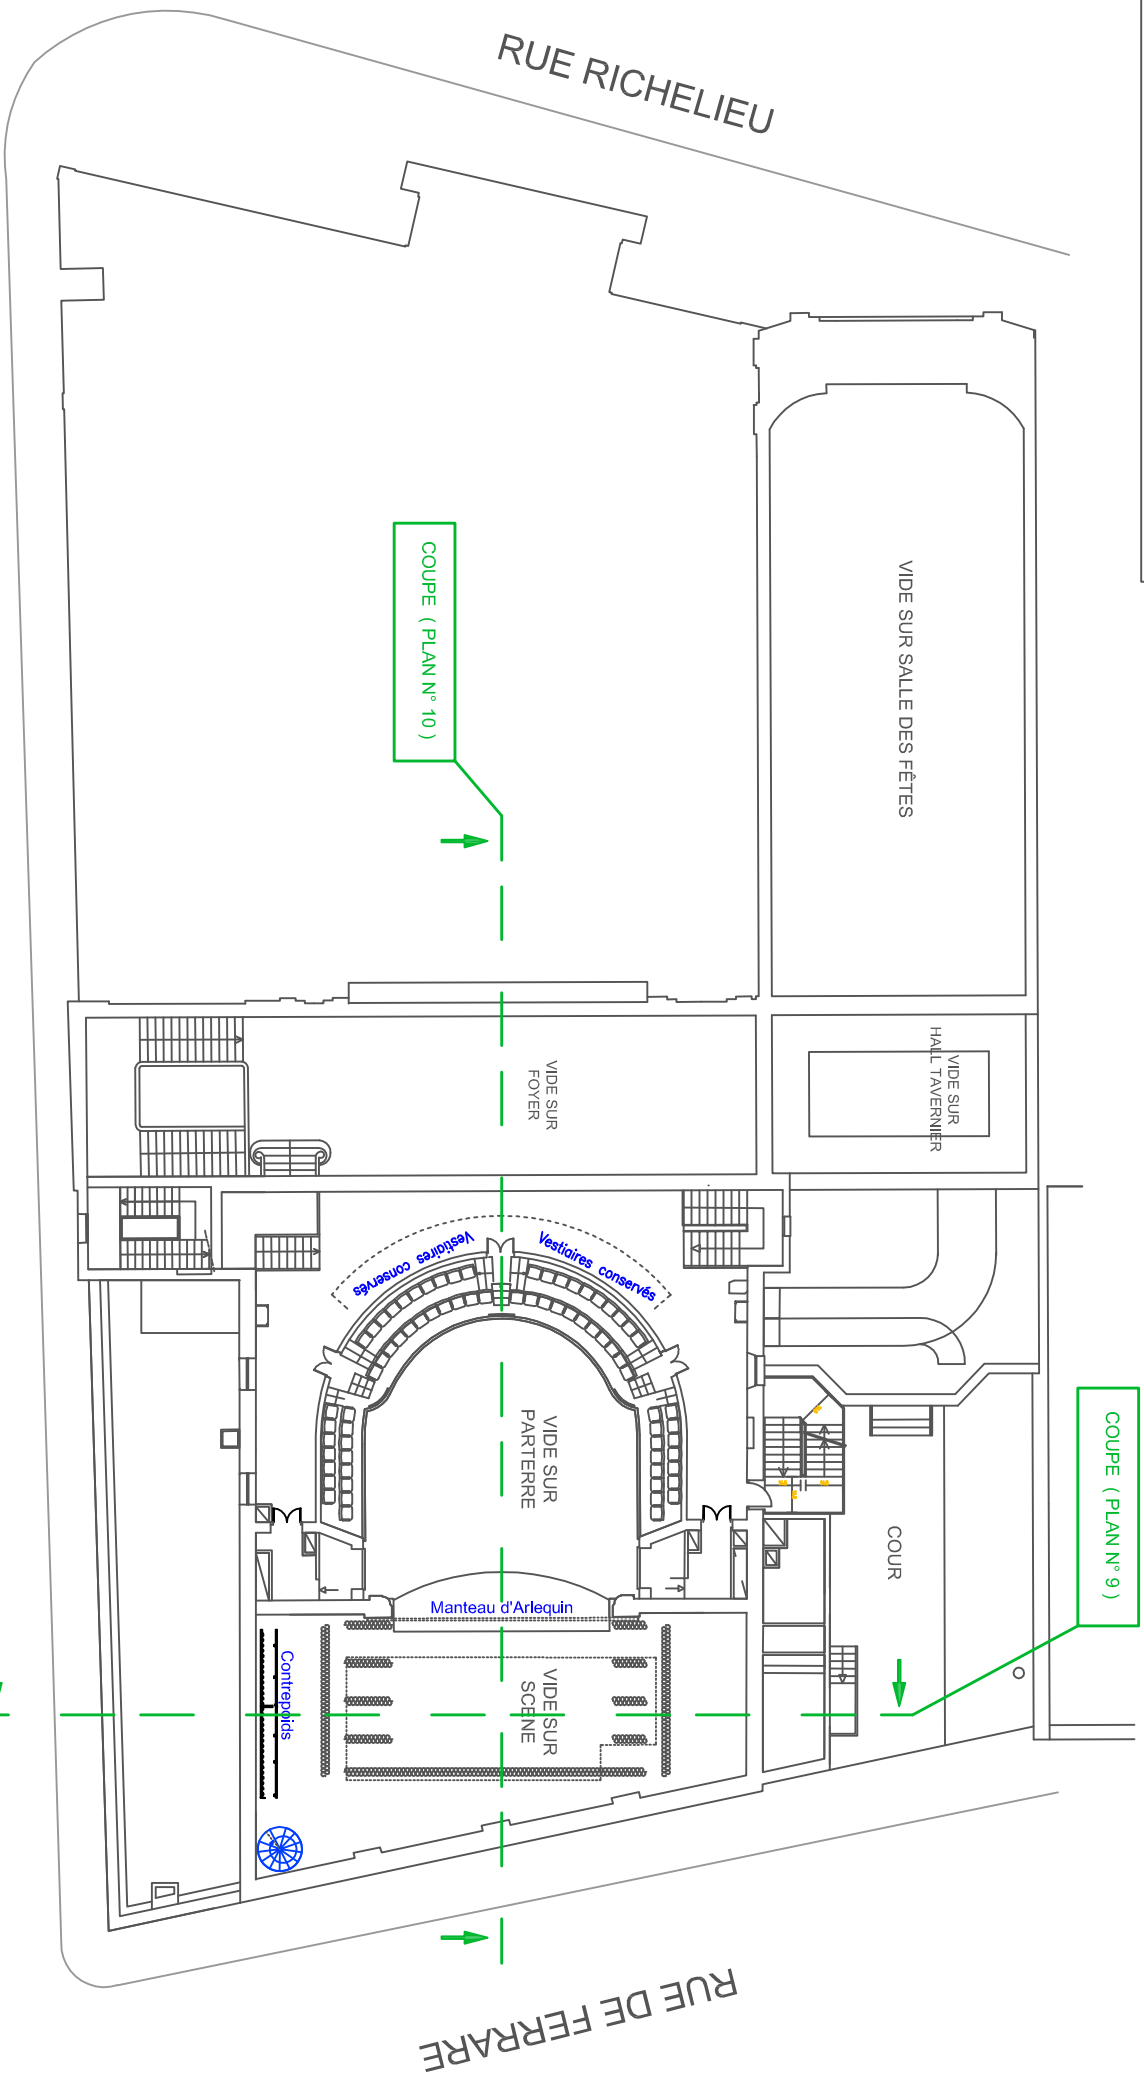 RUE RICHELIEU
COUPE ( PLAN N° 10 )
VIDE SUR SALLE DES FÊTES
VIDE SUR
FOYER
VIDE SUR
HALL TAVERNIER
Vestiaires conservés
Vestiaires conservés
VIDE SUR
PARTERRE
COUPE ( PLAN N° 9 )
COUR
Manteau d'Arlequin
Contrepoids
VIDE SUR
SCENE
RUE DE FERRARE